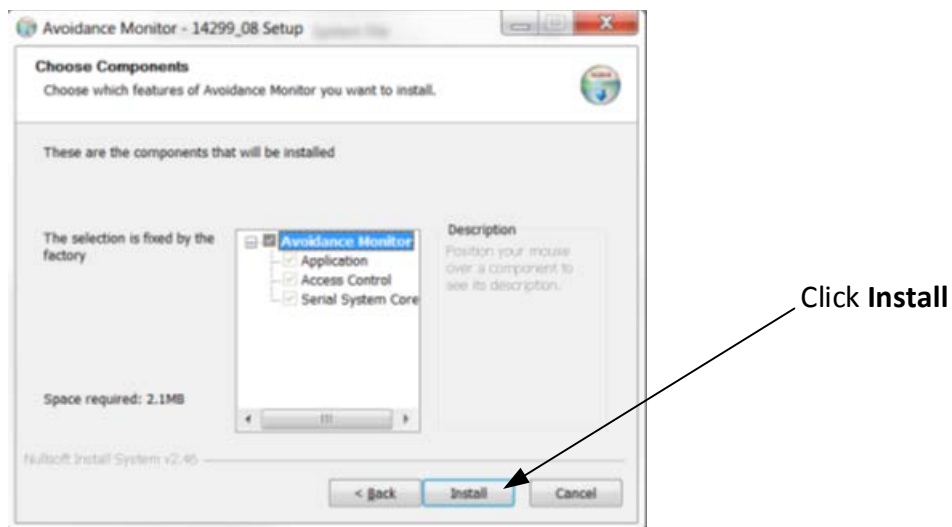 Avoidance Monitor - 14299_08 Setup
Choose Components
Choose which features of Avoidance Monitor you want to install.
These are the components that will be installed
The selection is fixed by the
factory
Avoidance Monitor
Application
Access Control
Serial System Core
Description
Position your mouse
over a component to
see its description.
Click Install
Space required: 2.1MB
Nullsoft Install System v2.46
< Back
Install
Cancel